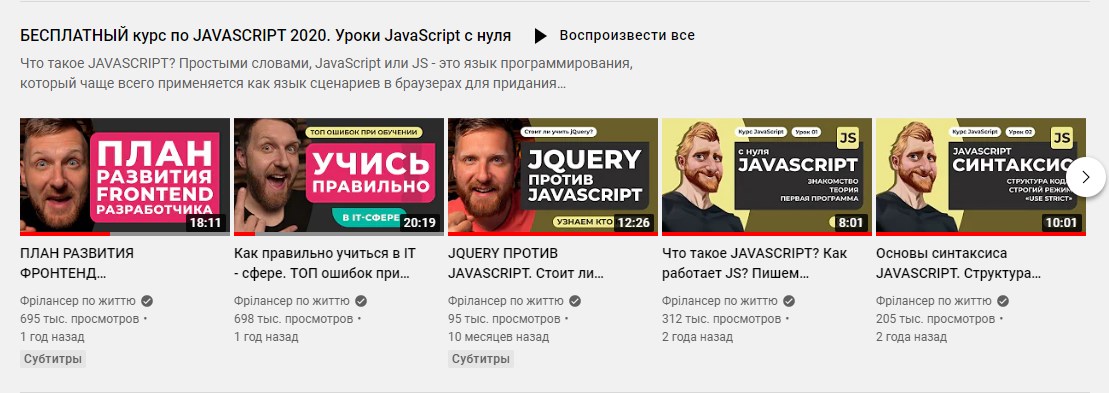 БЕСПЛАТНЫЙ курс по JAVASCRIPT 2020. Уроки JavaScript с нуля
Воспроизвести все
Что такое JAVASCRIPT? Простыми словами, JavaScript или JS - это язык программирования,
который чаще всего применяется как язык сценариев в браузерах для придания…
ПЛАН
РАЗВИТИЯ
FRONTEND
РАЗРАБОТЧИКА
18:11
ПЛАН РАЗВИТИЯ
ФРОНТЕНД…
Фрілансер по життю
695 тыс. просмотров •
1 год назад
Субтитры
ТОП ОШИБОК ПРИ ОБУЧЕНИИ
УЧИСЬ
ПРАВИЛЬНО
В IT-СФЕРЕ
20:19
Как правильно учиться в IT
- сфере. ТОП ошибок при…
Фрілансер по життю
698 тыс. просмотров •
1 год назад
Стоит ли учить jQuery?
JQUERY
ПРОТИВ
JAVASCRIPT
УЗНАЕМ КТО
12:26
JQUERY ПРОТИВ
JAVASCRIPT. Стоит ли…
Фрілансер по життю
95 тыс. просмотров •
10 месяцев назад
Субтитры
Курс JavaScript
Урок 01
JS
С НУЛЯ
JAVASCRIPT
ЗНАКОМСТВО
ТЕОРИЯ
ПЕРВАЯ ПРОГРАММА
8:01
Что такое JAVASCRIPT? Как
работает JS? Пишем…
Фрілансер по життю
312 тыс. просмотров •
2 года назад
Курс JavaScript
Урок 02
JS
JAVASCRIPT
СИНТАКСИС
СТРУКТУРА КОДА
СТРОГИЙ РЕЖИМ
«USE STRICT»
10:01
Основы синтаксиса
JAVASCRIPT. Структура…
Фрілансер по життю
205 тыс. просмотров •
2 года назад